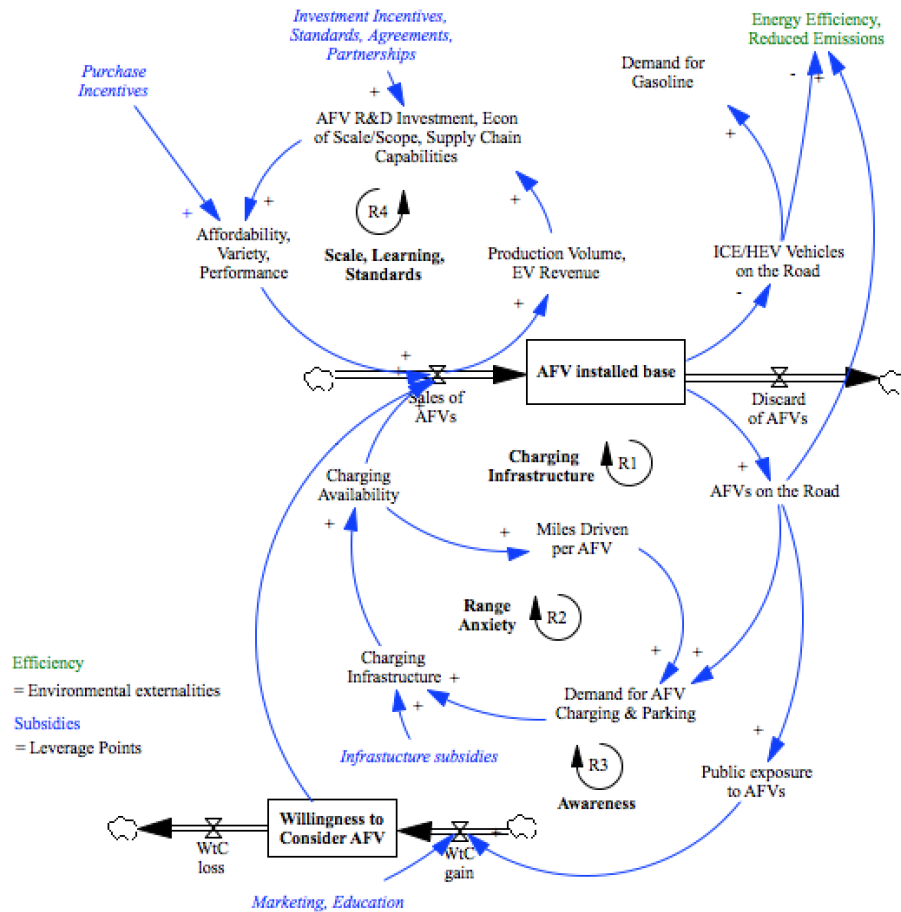 Investment Incentives,
Standards, Agreements,
Partnerships
Energy Efficiency,
Reduced Emissions
Purchase
Incentives
Demand for
Gasoline
-
+
+
AFV R&D Investment, Econ
of Scale/Scope, Supply Chain
Capabilities
+
+
+
+
R4
Affordability,
Variety,
Performance
Scale, Learning,
Standards
Production Volume,
EV Revenue
ICE/HEV Vehicles
on the Road
+
-
+
+
AFV installed base
Sales of
AFVs
+
Discard
of AFVs
Charging
Infrastructure
R1
+
Charging
Availability
AFVs on the Road
+
+
Miles Driven
per AFV
Range
Anxiety
R2
Charging
Infrastructure
+
+
+
+
Demand for AFV
Charging & Parking
Efficiency
= Environmental externalities
Subsidies
= Leverage Points
Infrastucture subsidies
+
R3
Awareness
Public exposure
to AFVs
Willingness to
Consider AFV
+
WtC
loss
WtC
gain
Marketing, Education